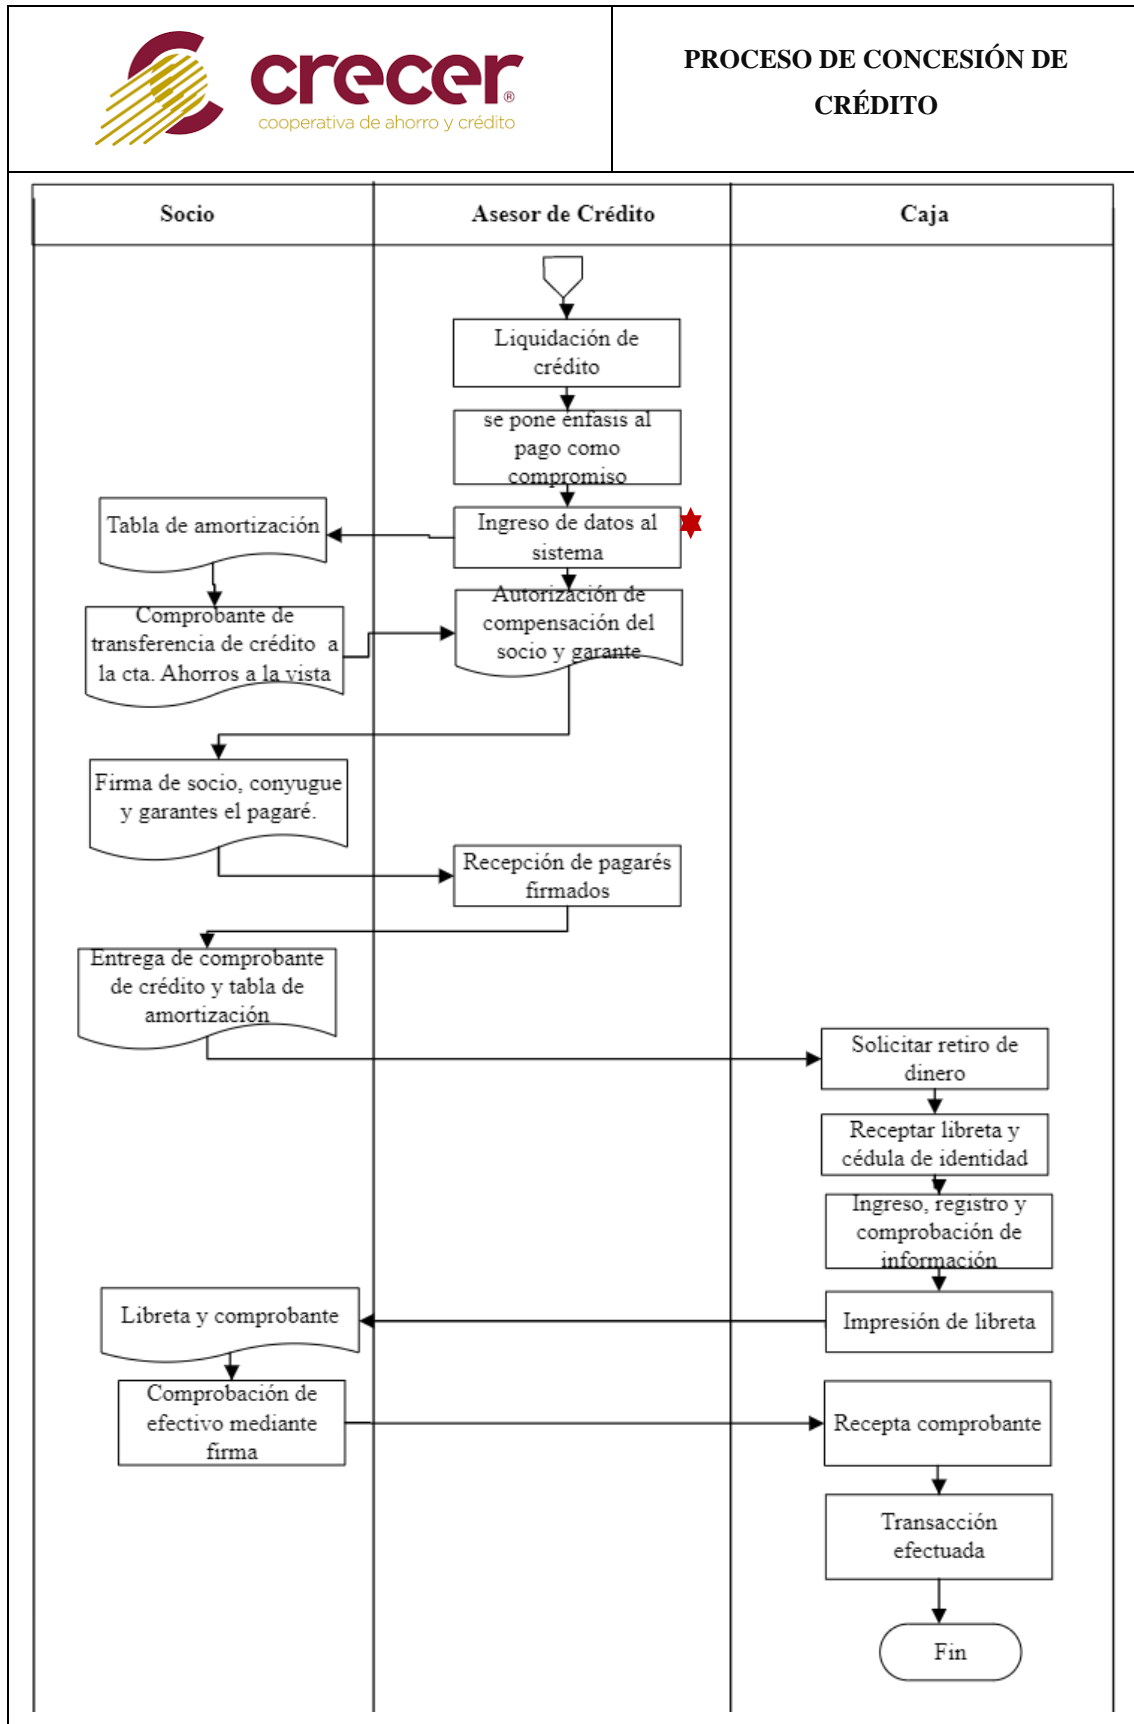 crecer®
cooperativa de ahorro y crédito
PROCESO DE CONCESIÓN DE
CRÉDITO
Socio
Asesor de Crédito
Caja
Liquidación de
crédito
se pone énfasis al
pago como
compromiso
Ingreso de datos al
sistema
Tabla de amortización
Autorización de
compensación del
socio y garante
Comprobante de
transferencia de crédito a
la cta. Ahorros a la vista
Firma de socio, conyugue
y garantes el pagaré.
Recepción de pagarés
firmados
Entrega de comprobante
de crédito y tabla de
amortización
Solicitar retiro de
dinero
Receptar libreta y
cédula de identidad
Ingreso, registro y
comprobación de
información
Impresión de libreta
Libreta y comprobante
Comprobación de
efectivo mediante
firma
Recepta comprobante
Transacción
efectuada
Fin